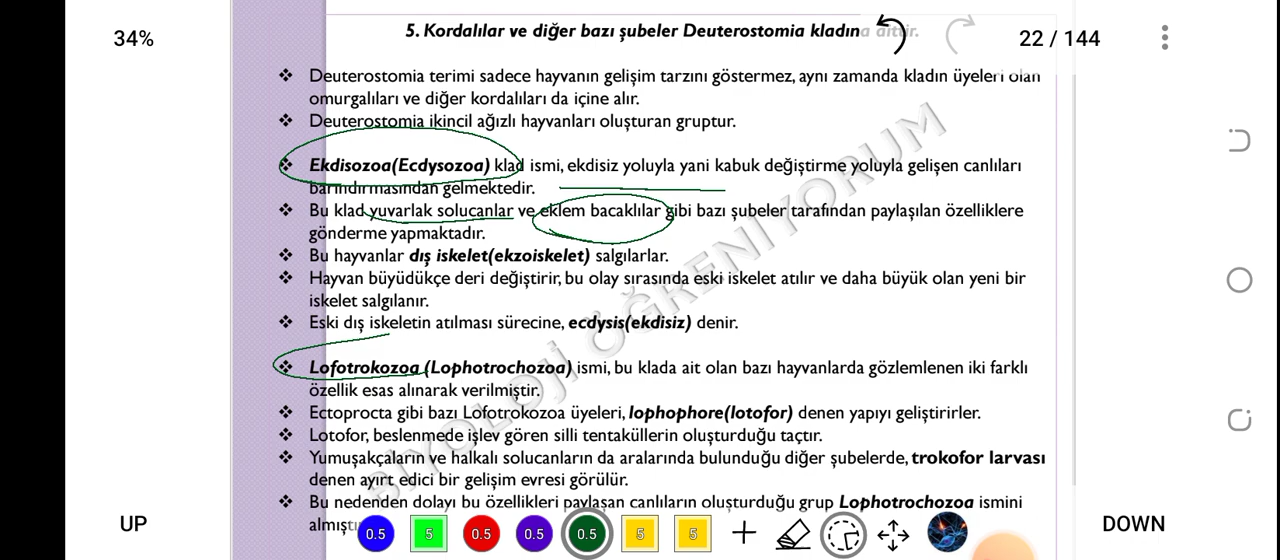 34%
5. Kordalılar ve diğer bazı şubeler Deuterostomia kladına aittir.
22 / 144
❖ Deuterostomia terimi sadece hayvanın gelişim tarzını göstermez, aynı zamanda kladın üyeleri olan
omurgalıları ve diğer kordalıları da içine alır.
❖ Deuterostomia ikincil ağızlı hayvanları oluşturan gruptur.
❖ Ekdisozoa(Ecdysozoa) klad ismi, ekdisiz yoluyla yani kabuk değiştirme yoluyla gelişen canlıları
barındırmasından gelmektedir.
❖ Bu klad yuvarlak solucanlar ve eklem bacaklılar gibi bazı şubeler tarafından paylaşılan özelliklere
gönderme yapmaktadır.
❖ Bu hayvanlar dış iskelet(ekzoiskelet) salgılarlar.
❖ Hayvan büyüdükçe deri değiştirir, bu olay sırasında eski iskelet atılır ve daha büyük olan yeni bir
iskelet salgılanır.
❖ Eski dış iskeletin atılması sürecine, ecdysis(ekdisiz) denir.
❖ Lofotrokozoa (Lophotrochozoa) ismi, bu klada ait olan bazı hayvanlarda gözlemlenen iki farklı
özellik esas alınarak verilmiştir.
❖ Ectoprocta gibi bazı Lofotrokozoa üyeleri, lophophore(lotofor) denen yapıyı geliştirirler.
❖ Lotofor, beslenmede işlev gören silli tentaküllerin oluşturduğu taçtır.
❖ Yumuşakçaların ve halkalı solucanların da aralarında bulunduğu diğer şubelerde, trokofor larvası
denen ayırt edici bir gelişim evresi görülür.
❖ Bu nedenden dolayı bu özellikleri paylaşan canlıların oluşturduğu grup Lophotrochozoa ismini
BİYOLOJİ ÖĞRENİYORUM
UP
0.5 5 0.5 0.5 0.5 5 5
DOWN